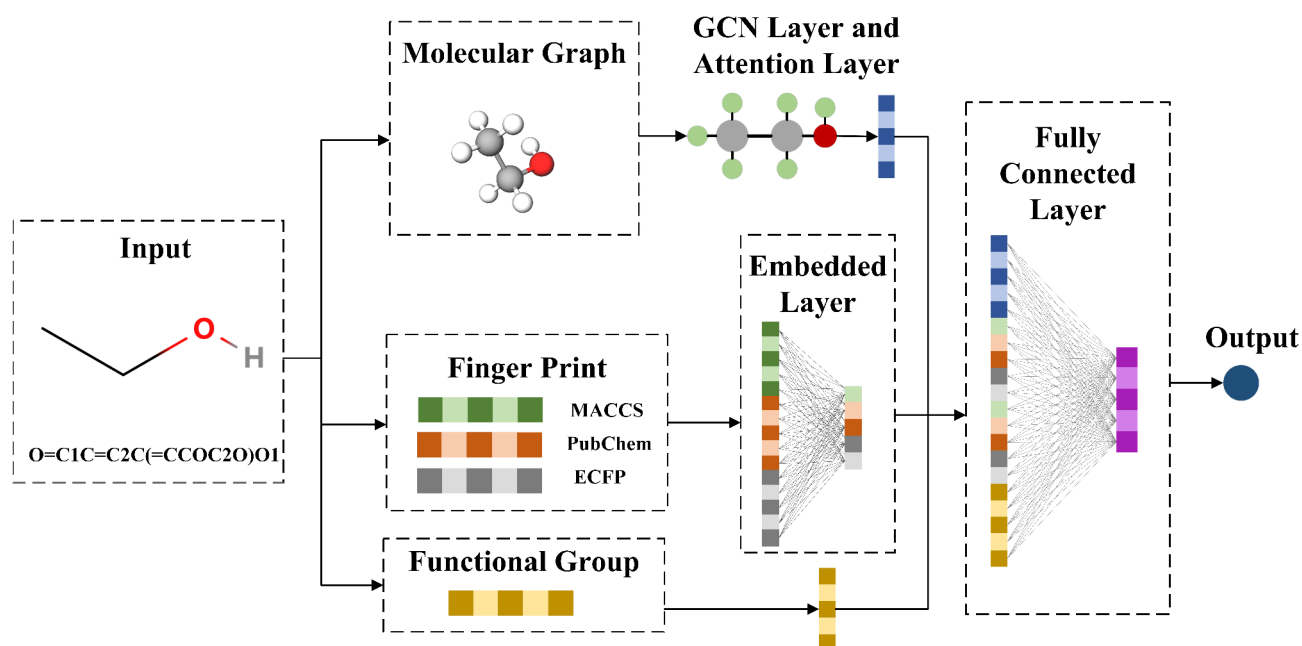 Input
O
H
O=C1C=C2C(=CCOC2O)O1
Molecular Graph
GCN Layer and
Attention Layer
Finger Print
MACCS
PubChem
ECFP
Functional Group
Embedded
Layer
Fully
Connected
Layer
Output